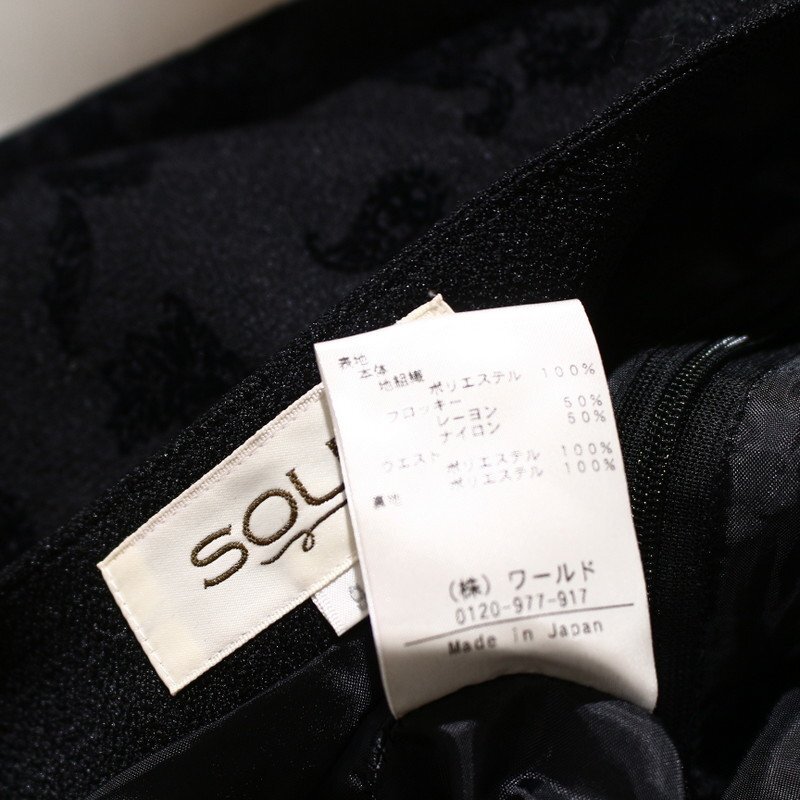 表地
本体
地組織
ポリエステル 100%
フロッキー
レーヨン 50%
ナイロン 50%
ウエスト ポリエステル 100%
裏地 ポリエステル 100%
(株) ワールド
0120-977-917
Made in Japan